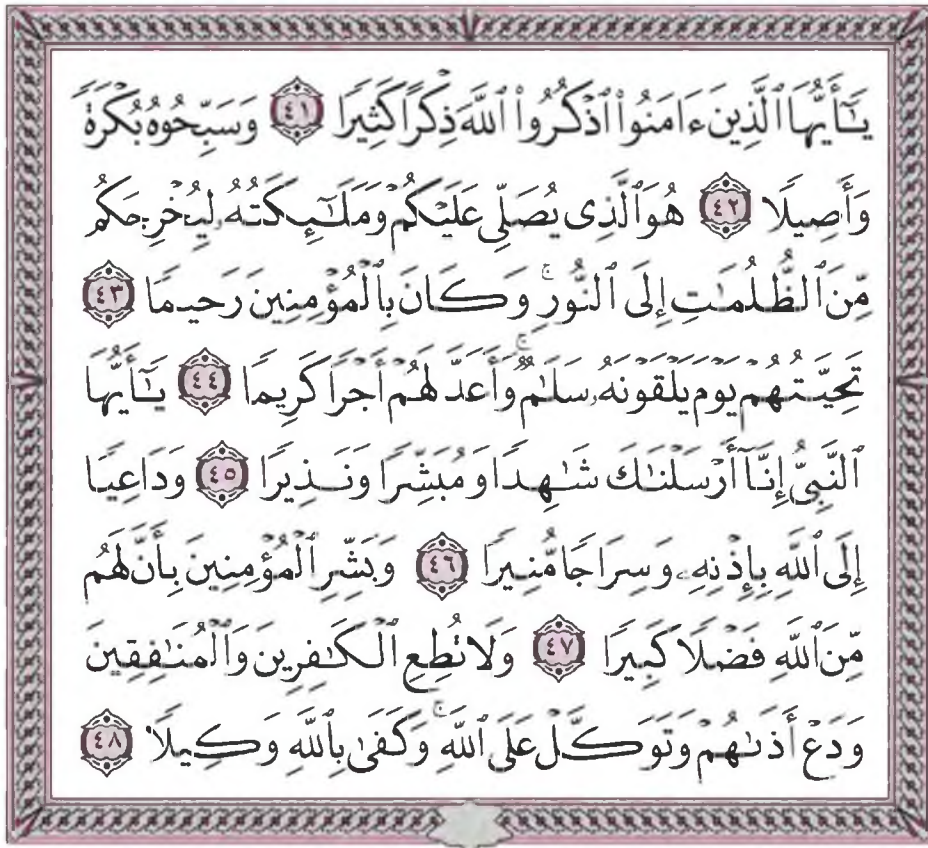 يَٰٓأَيُّهَا ٱلَّذِينَ ءَامَنُوا۟ ٱذْكُرُوا۟ ٱللَّهَ ذِكْرًا كَثِيرًا ٤١ وَسَبِّحُوهُ بُكْرَةً
وَأَصِيلًا ٤٢ هُوَ ٱلَّذِى يُصَلِّى عَلَيْكُمْ وَمَلَٰٓئِكَتُهُۥ لِيُخْرِجَكُم
مِّنَ ٱلظُّلُمَٰتِ إِلَى ٱلنُّورِ ۚ وَكَانَ بِٱلْمُؤْمِنِينَ رَحِيمًا ٤٣
تَحِيَّتُهُمْ يَوْمَ يَلْقَوْنَهُۥ سَلَٰمٌ ۚ وَأَعَدَّ لَهُمْ أَجْرًا كَرِيمًا ٤٤ يَٰٓأَيُّهَا
ٱلنَّبِىُّ إِنَّآ أَرْسَلْنَٰكَ شَٰهِدًا وَمُبَشِّرًا وَنَذِيرًا ٤٥ وَدَاعِيًا
إِلَى ٱللَّهِ بِإِذْنِهِۦ وَسِرَاجًا مُّنِيرًا ٤٦ وَبَشِّرِ ٱلْمُؤْمِنِينَ بِأَنَّ لَهُم
مِّنَ ٱللَّهِ فَضْلًا كَبِيرًا ٤٧ وَلَا تُطِعِ ٱلْكَٰفِرِينَ وَٱلْمُنَٰفِقِينَ
وَدَعْ أَذَىٰهُمْ وَتَوَكَّلْ عَلَى ٱللَّهِ ۚ وَكَفَىٰ بِٱللَّهِ وَكِيلًا ٤٨